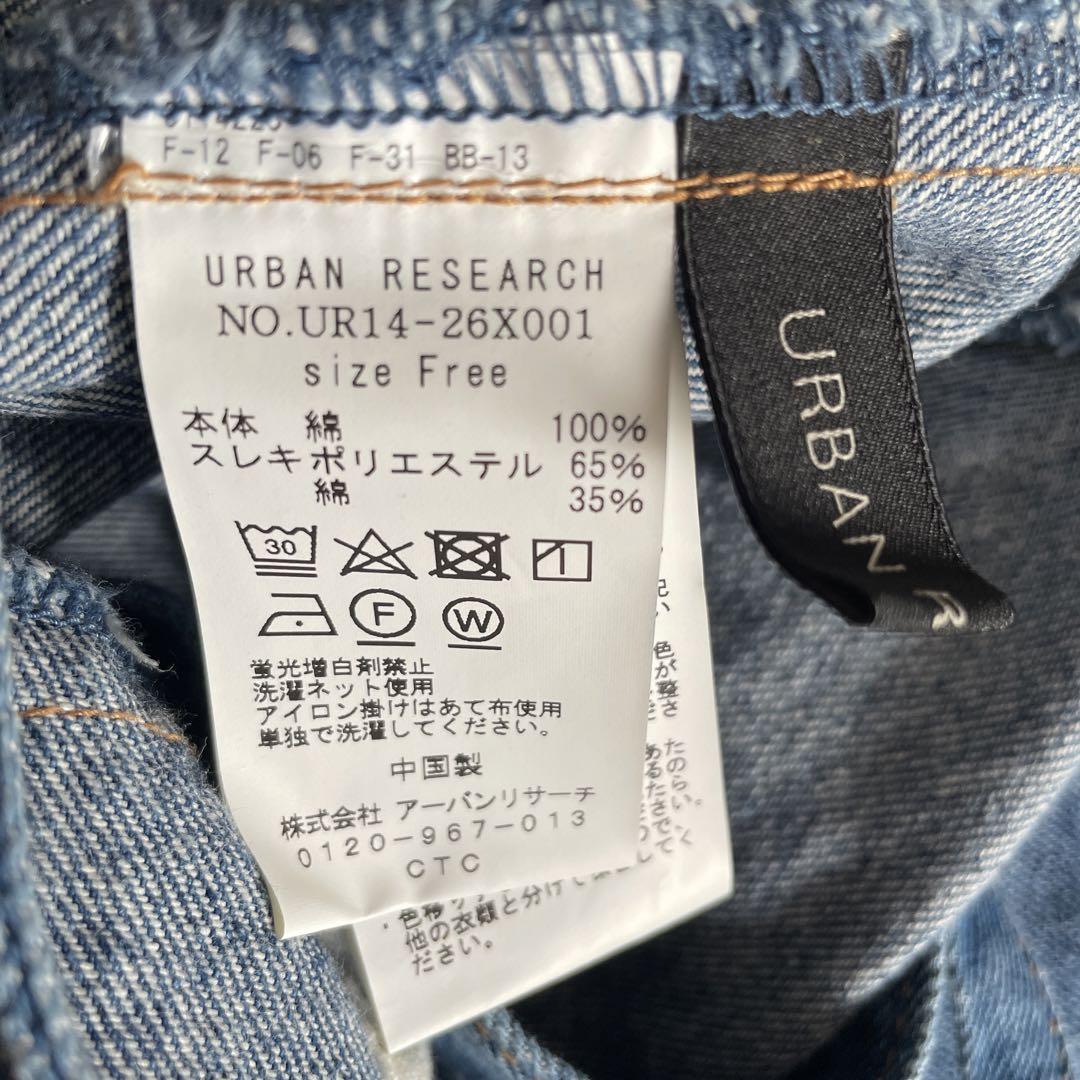 F-12 F-06 F-31 BB-13
URBAN RESEARCH
NO.UR14-26X001
size Free
本体 綿 100%
スレキポリエステル 65%
綿 35%
30
F
W
蛍光増白剤禁止
洗濯ネット使用
アイロン掛けはあて布使用
単独で洗濯してください。
中国製
株式会社 アーバンリサーチ
0120-967-013
CTC
他の衣類と分けて
ださい。
URBAN R